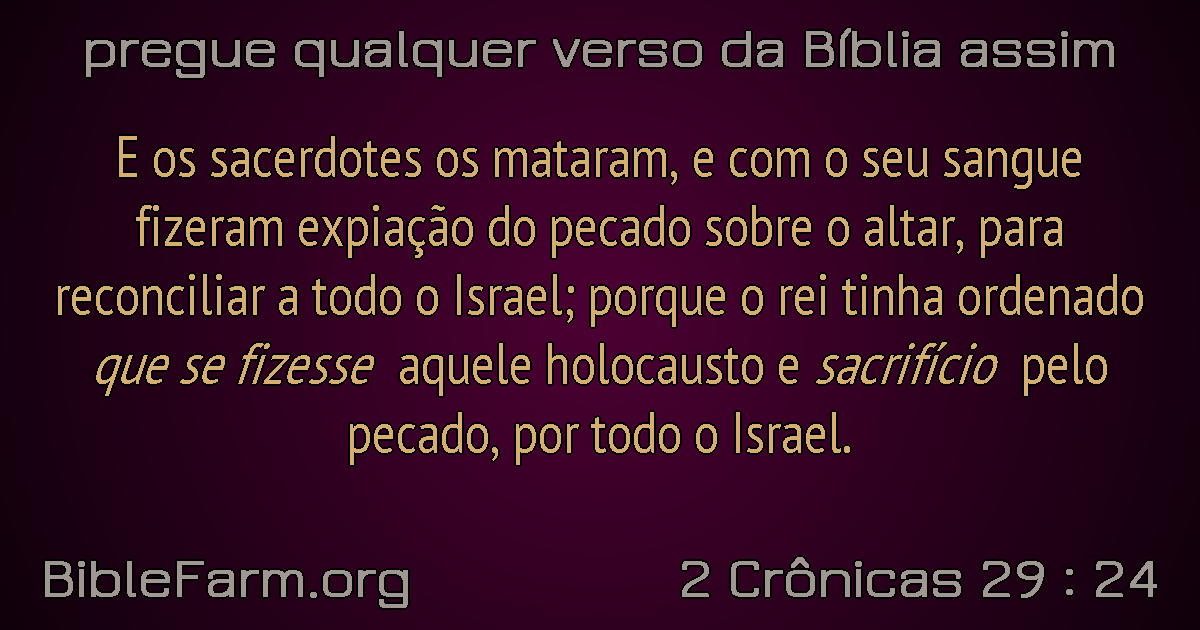 pregue qualquer verso da Bíblia assim
E os sacerdotes os mataram, e com o seu sangue
fizeram expiação do pecado sobre o altar, para
reconciliar a todo o Israel; porque o rei tinha ordenado
que se fizesse aquele holocausto e sacrifício pelo
pecado, por todo o Israel.
BibleFarm.org
2 Crônicas 29 : 24